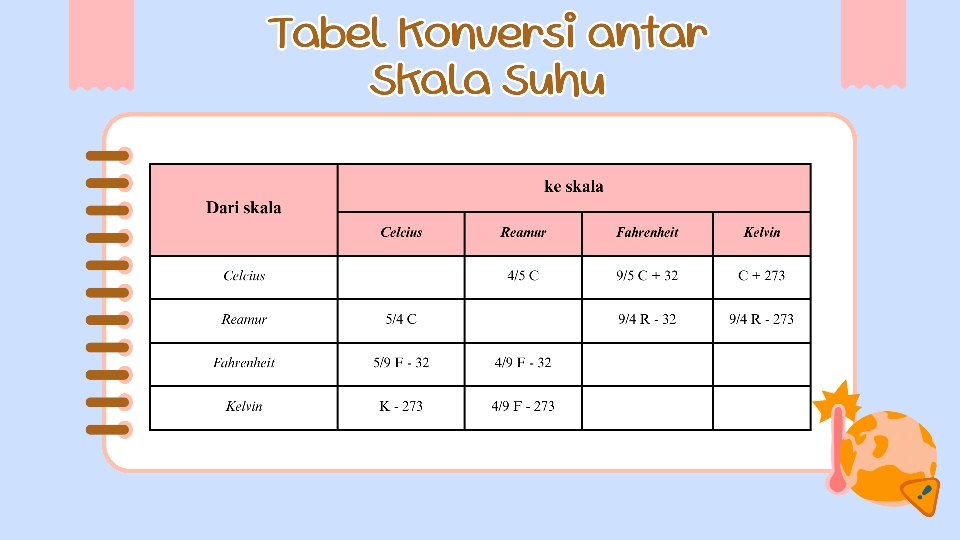 Tabel Konversi antar
Skala Suhu
Dari skala
ke skala
Celcius Reamur Fahrenheit Kelvin
Celcius 4/5 C 9/5 C + 32 C + 273
Reamur 5/4 C 9/4 R - 32 9/4 R - 273
Fahrenheit 5/9 F - 32 4/9 F - 32
Kelvin K - 273 4/9 F - 273